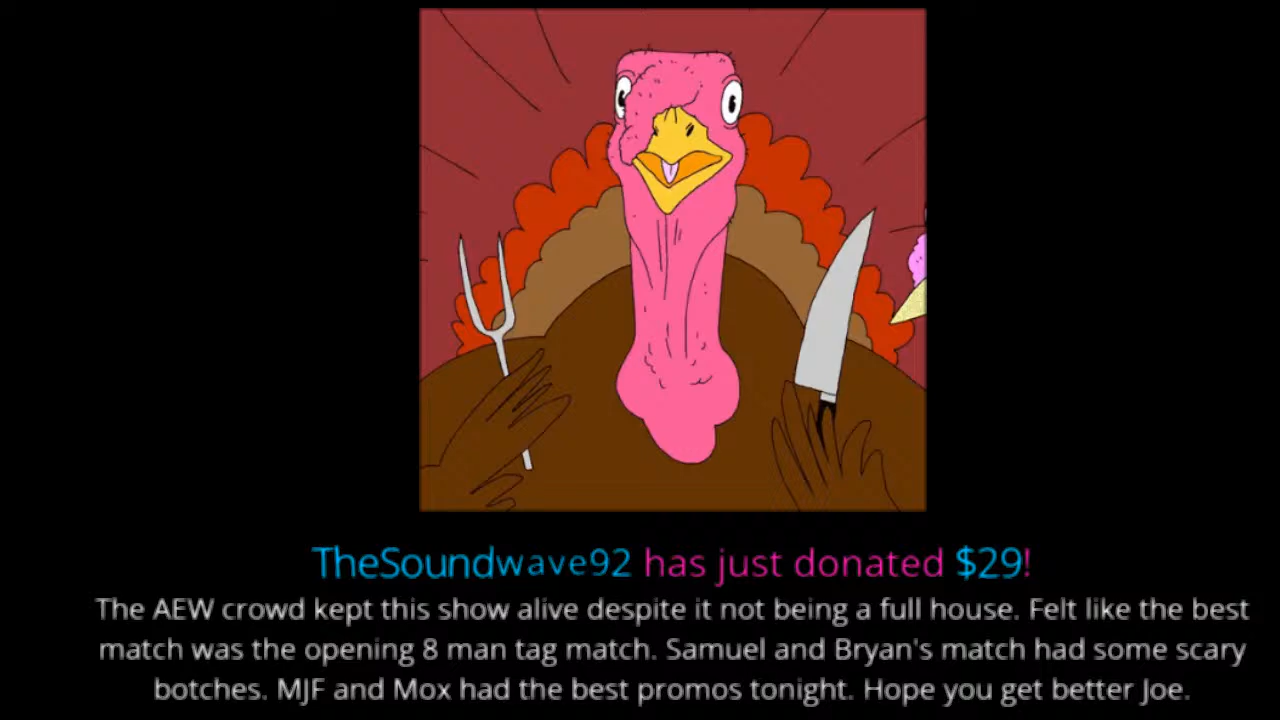 TheSoundwave92 has just donated $29!
The AEW crowd kept this show alive despite it not being a full house. Felt like the best
match was the opening 8 man tag match. Samuel and Bryan's match had some scary
botches. MJF and Mox had the best promos tonight. Hope you get better Joe.